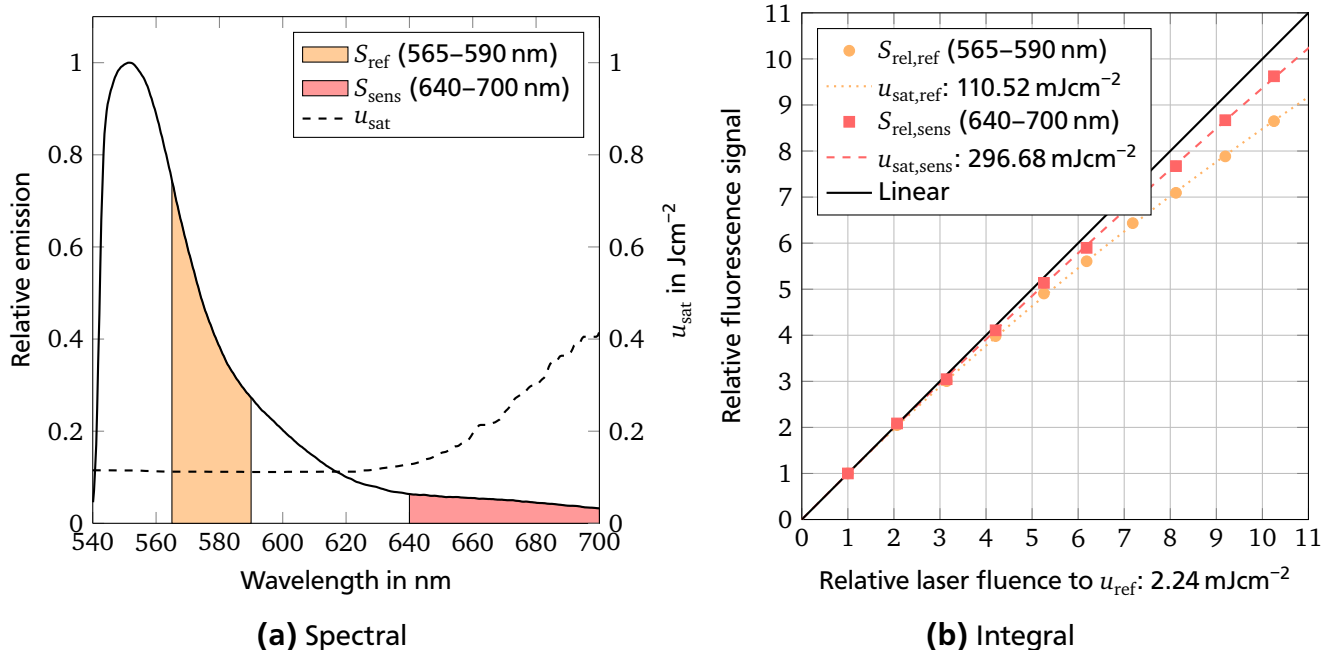 Relative emission
1
0.8
0.6
0.4
0.2
0
S_ref (565–590 nm)
S_sens (640–700 nm)
u_sat
1
0.8
0.6
0.4
0.2
0
u_sat in Jcm⁻²
540 560 580 600 620 640 660 680 700
Wavelength in nm
(a) Spectral
Relative fluorescence signal
11
10
9
8
7
6
5
4
3
2
1
0
S_rel,ref (565–590 nm)
u_sat,ref: 110.52 mJcm⁻²
S_rel,sens (640–700 nm)
u_sat,sens: 296.68 mJcm⁻²
Linear
0 1 2 3 4 5 6 7 8 9 10 11
Relative laser fluence to u_ref: 2.24 mJcm⁻²
(b) Integral